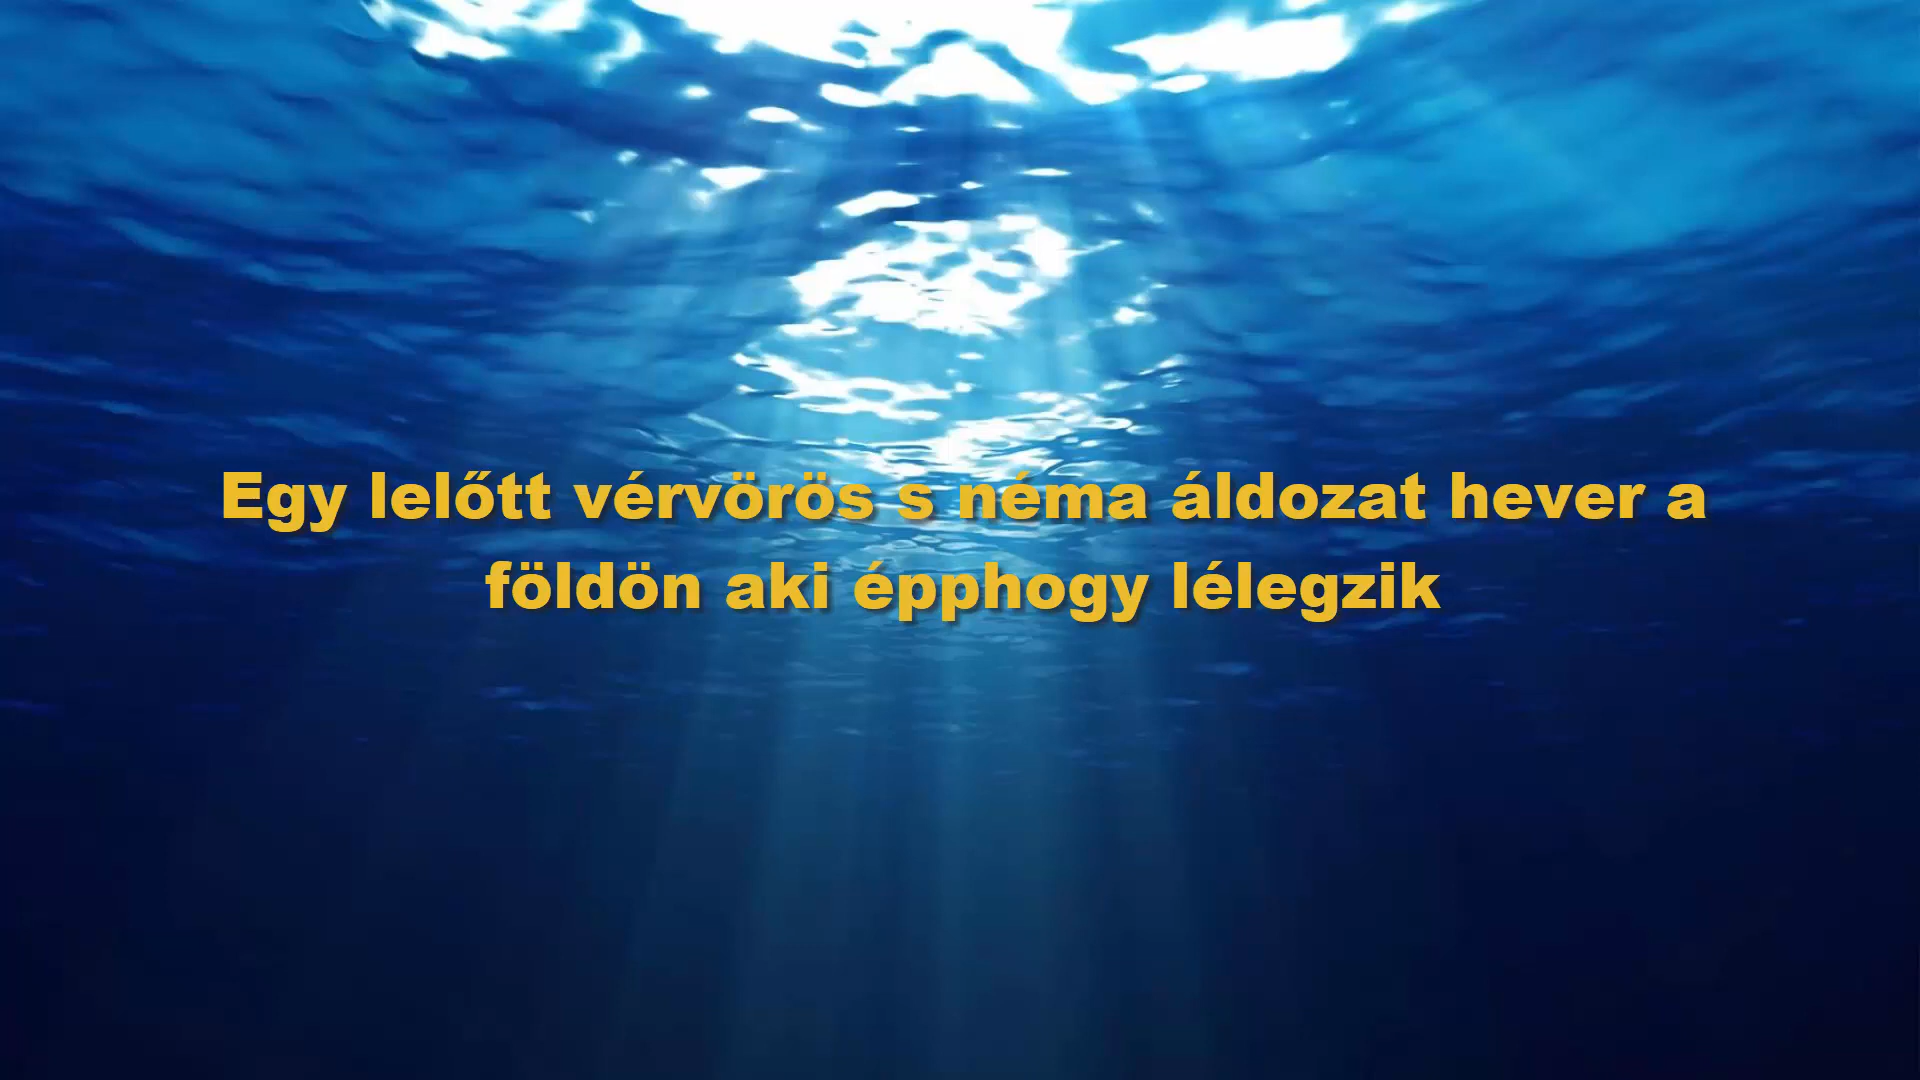 Egy lelőtt vérvörös s néma áldozat hever a
földön aki épphogy lélegzik